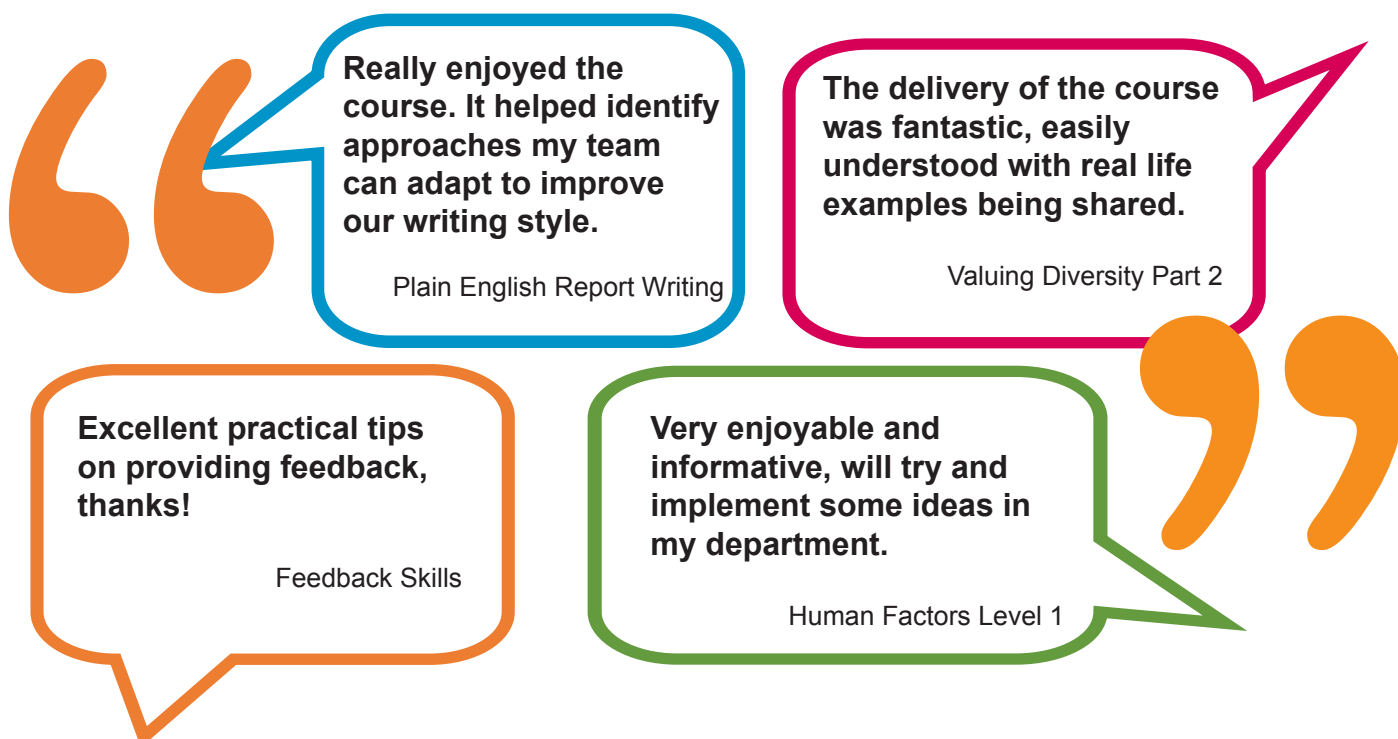 Really enjoyed the
course. It helped identify
approaches my team
can adapt to improve
our writing style.
Plain English Report Writing
The delivery of the course
was fantastic, easily
understood with real life
examples being shared.
Valuing Diversity Part 2
Excellent practical tips
on providing feedback,
thanks!
Feedback Skills
Very enjoyable and
informative, will try and
implement some ideas in
my department.
Human Factors Level 1